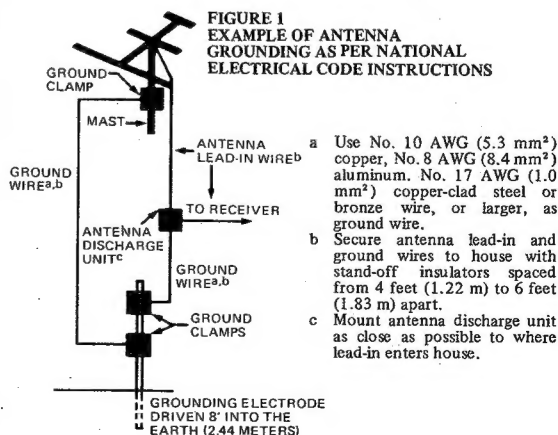 FIGURE 1
EXAMPLE OF ANTENNA
GROUNDING AS PER NATIONAL
ELECTRICAL CODE INSTRUCTIONS
GROUND
CLAMP
MAST
GROUND
WIREᵃ,ᵇ
ANTENNA
LEAD-IN WIREᵇ
TO RECEIVER
ANTENNA
DISCHARGE
UNITᶜ
GROUND
WIREᵃ,ᵇ
GROUND
CLAMPS
GROUNDING ELECTRODE
DRIVEN 8' INTO THE
EARTH (2.44 METERS)
a Use No. 10 AWG (5.3 mm²)
copper, No. 8 AWG (8.4 mm²)
aluminum. No. 17 AWG (1.0
mm²) copper-clad steel or
bronze wire, or larger, as
ground wire.
b Secure antenna lead-in and
ground wires to house with
stand-off insulators spaced
from 4 feet (1.22 m) to 6 feet
(1.83 m) apart.
c Mount antenna discharge unit
as close as possible to where
lead-in enters house.